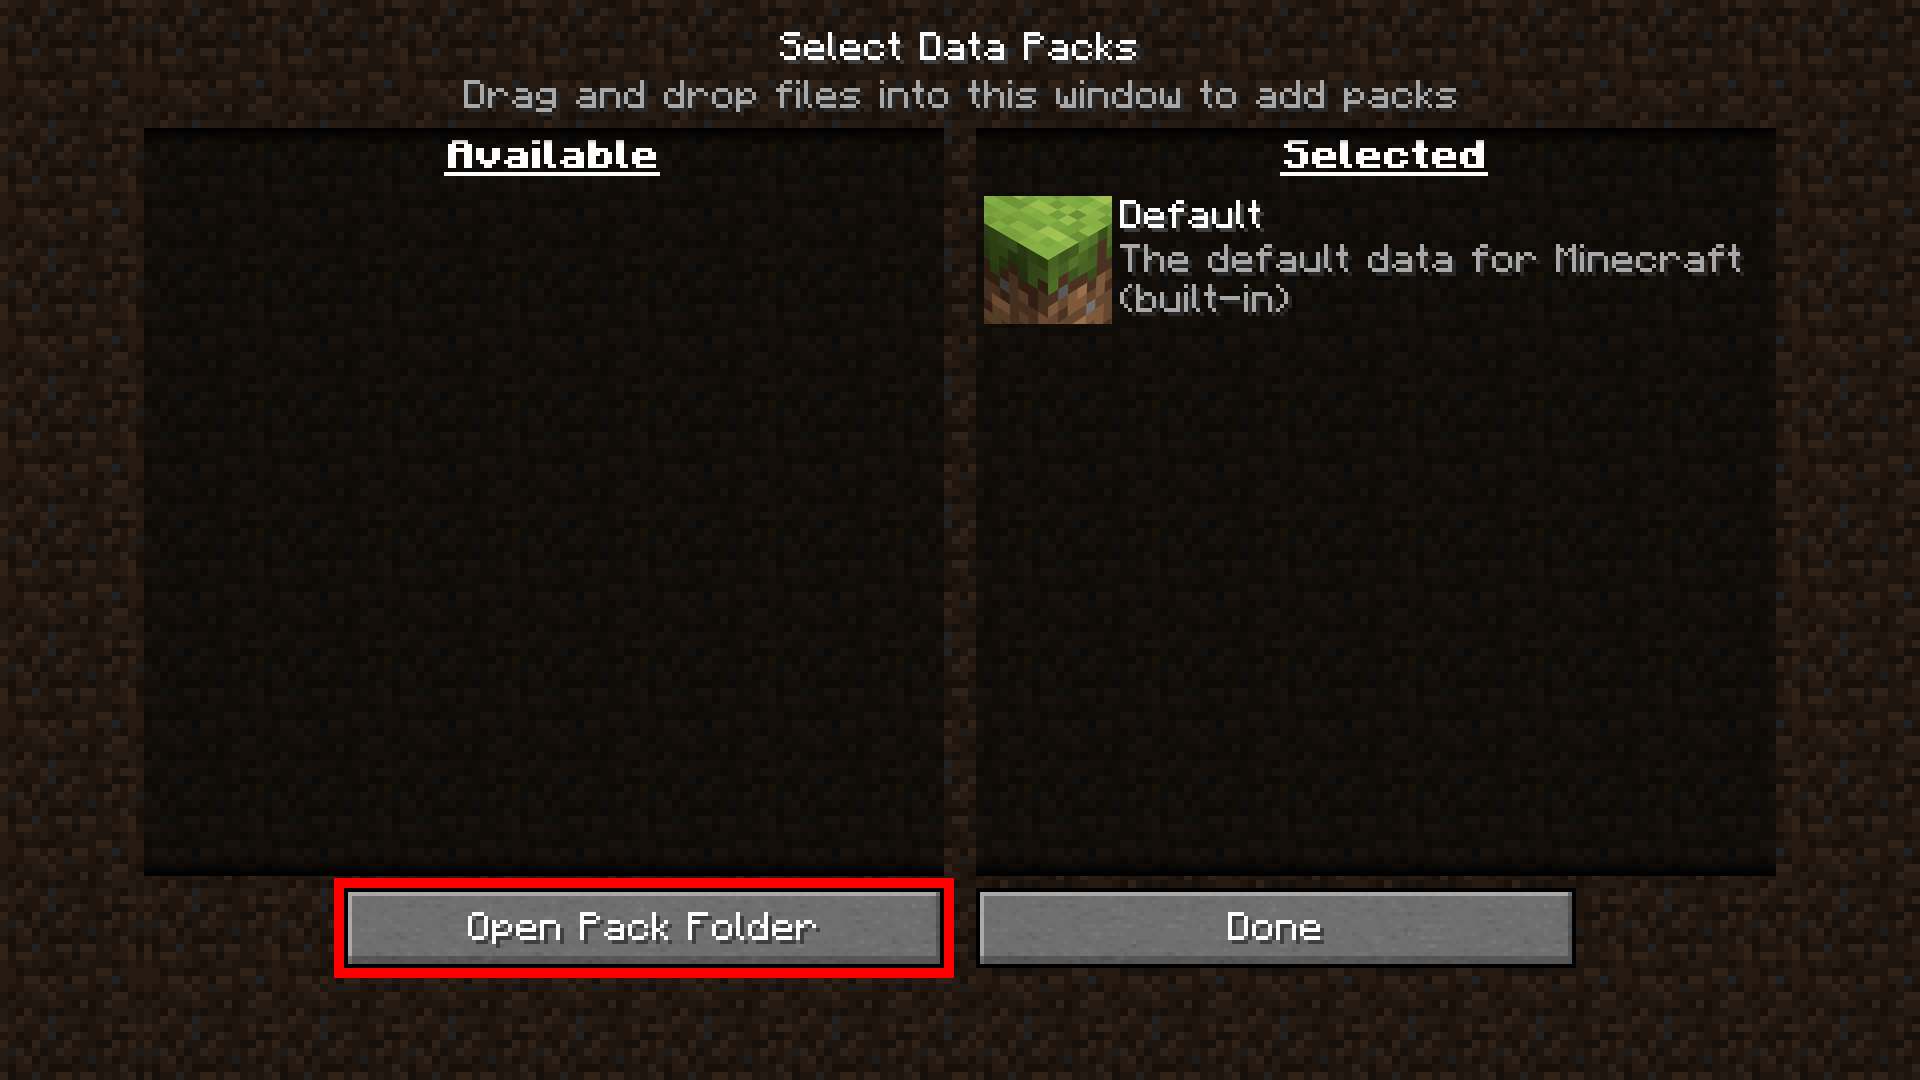 Select Data Packs
Drag and drop files into this window to add packs
Available
Selected
Default
The default data for Minecraft
(built-in)
Open Pack Folder
Done